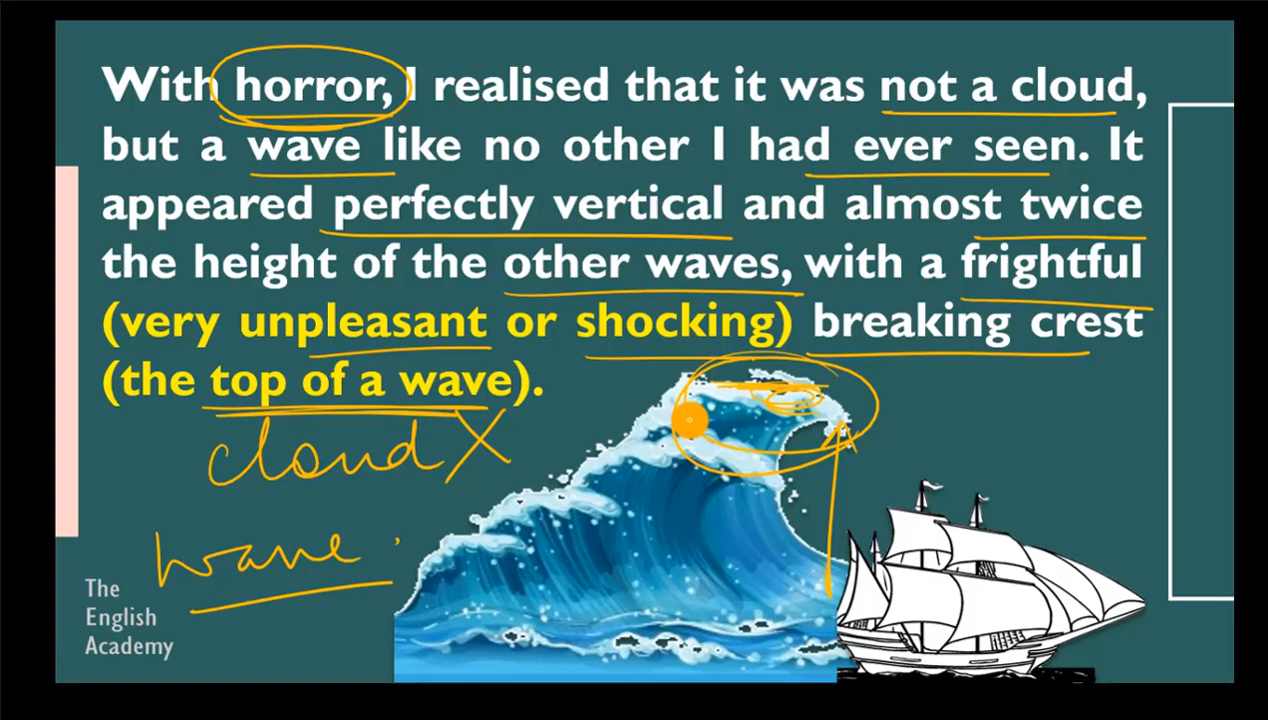 With horror, I realised that it was not a cloud,
but a wave like no other I had ever seen. It
appeared perfectly vertical and almost twice
the height of the other waves, with a frightful
(very unpleasant or shocking) breaking crest
(the top of a wave).
cloud X
wave
The
English
Academy